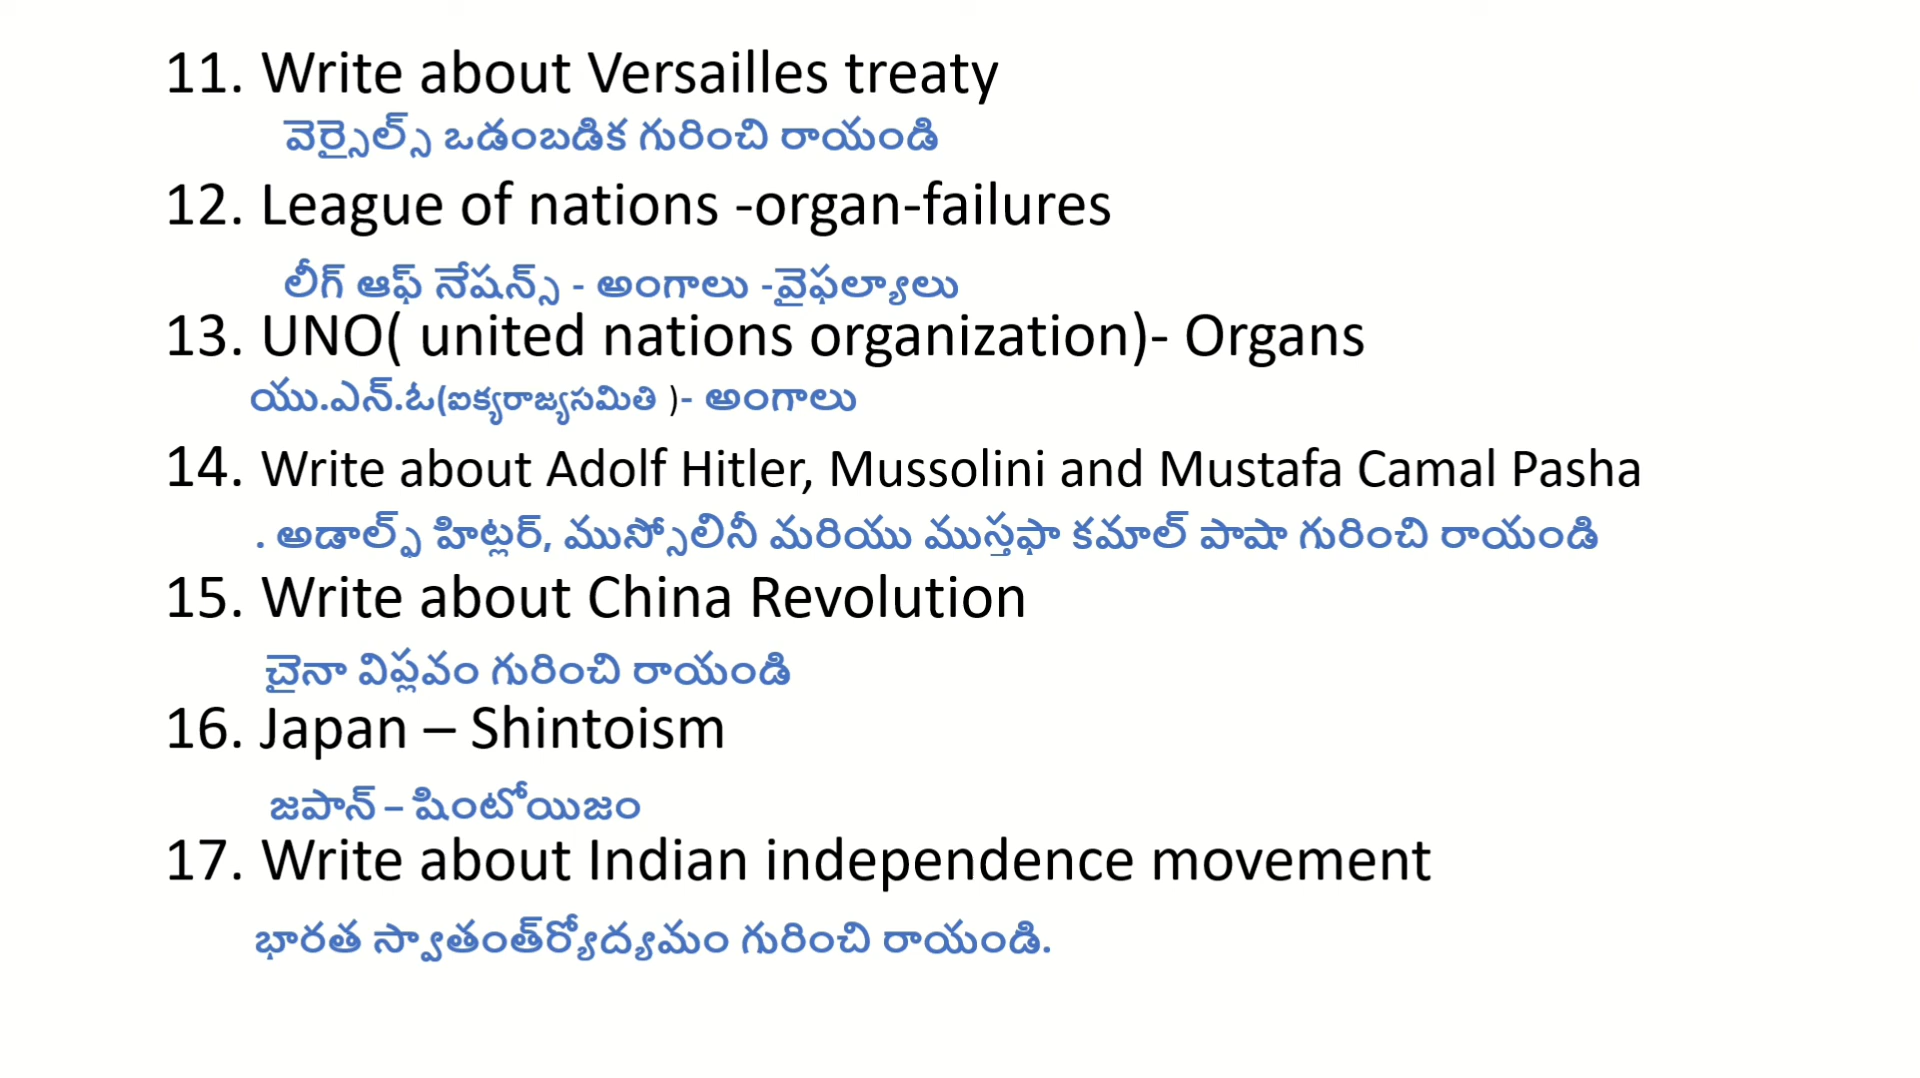 11. Write about Versailles treaty
వెర్సైల్స్ ఒడంబడిక గురించి రాయండి
12. League of nations -organ-failures
లీగ్ ఆఫ్ నేషన్స్ - అంగాలు -వైఫల్యాలు
13. UNO( united nations organization)- Organs
యు.ఎన్.ఓ(ఐక్యరాజ్యసమితి )- అంగాలు
14. Write about Adolf Hitler, Mussolini and Mustafa Camal Pasha
. అడాల్ఫ్ హిట్లర్, ముస్సోలినీ మరియు ముస్తఫా కమాల్ పాషా గురించి రాయండి
15. Write about China Revolution
చైనా విప్లవం గురించి రాయండి
16. Japan – Shintoism
జపాన్ – షింటోయిజం
17. Write about Indian independence movement
భారత స్వాతంత్‌ర్యోద్యమం గురించి రాయండి.